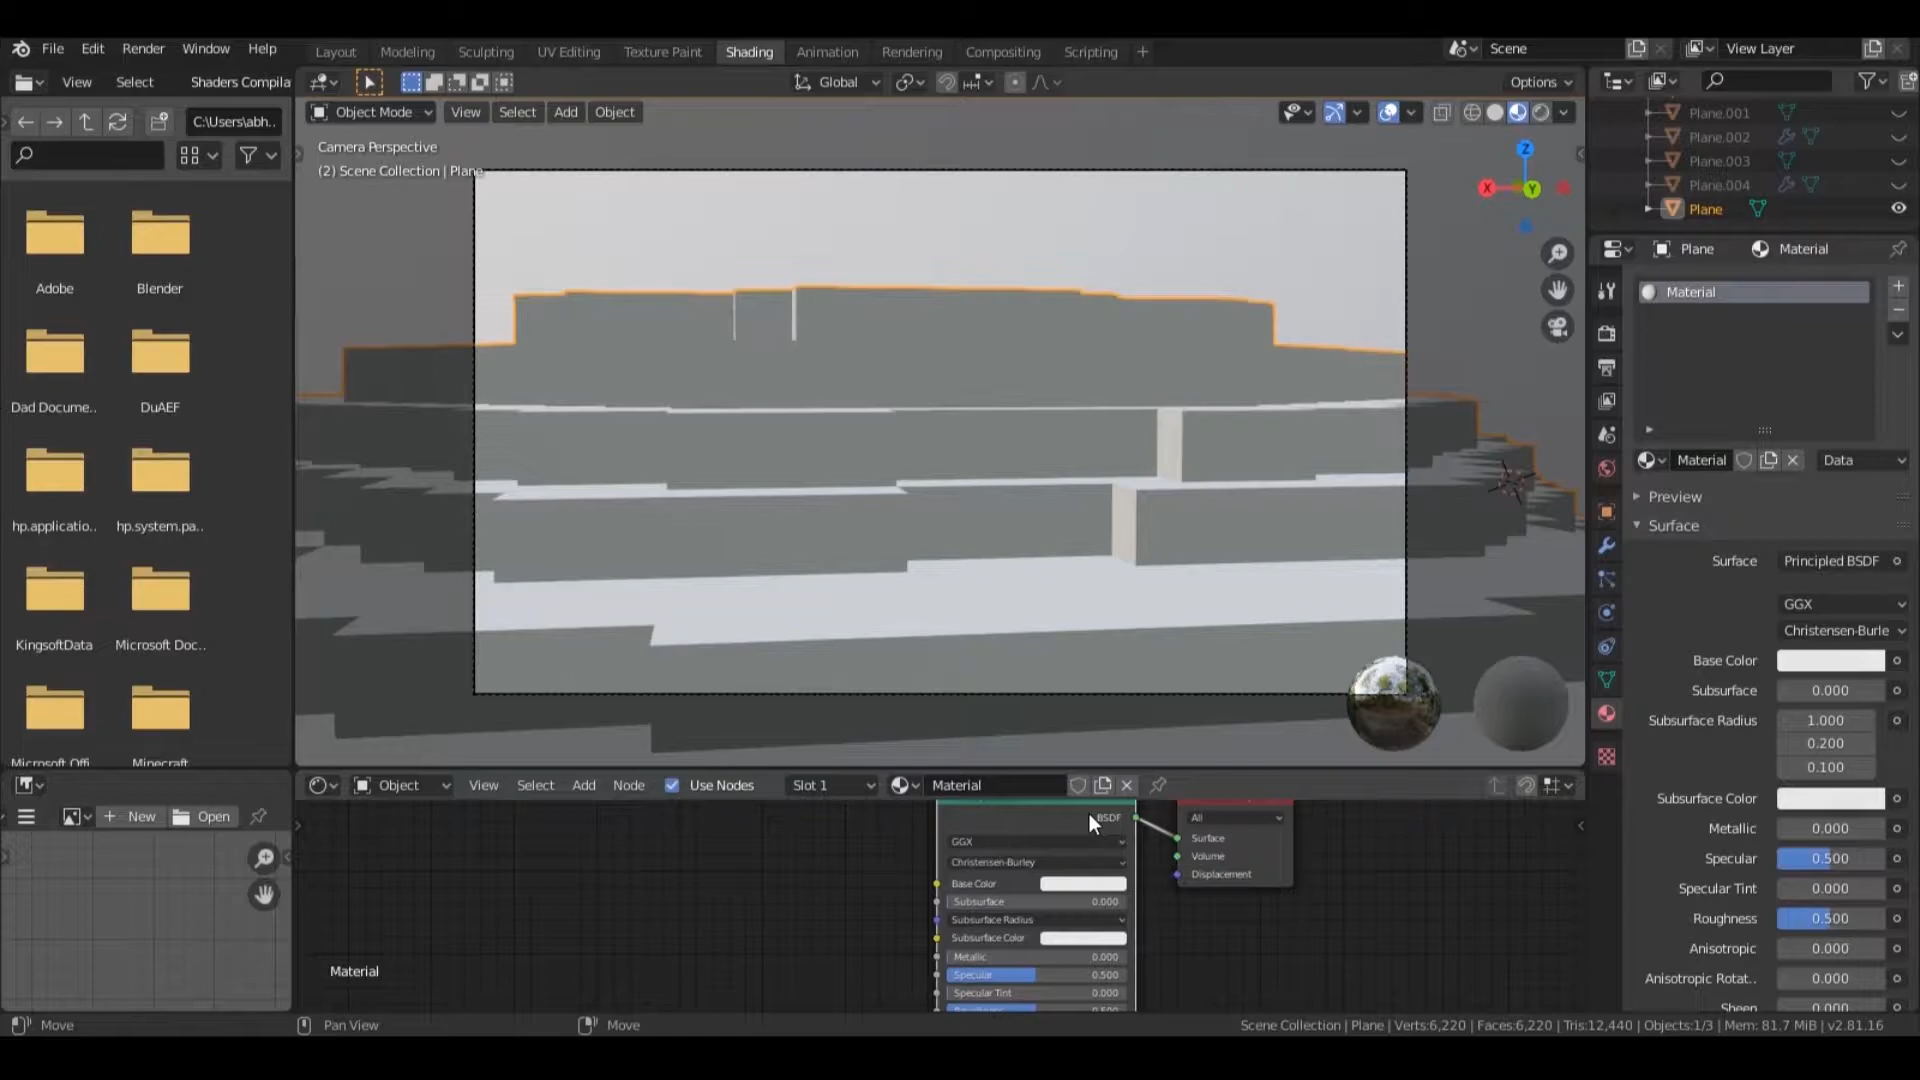 File Edit Render Window Help
Layout Modeling Sculpting UV Editing Texture Paint Shading Animation Rendering Compositing Scripting +
Scene
View Layer
View Select Shaders Compila
Global
Options
C:\Users\abh..
Object Mode View Select Add Object
Camera Perspective
(2) Scene Collection | Plane
Z
X
Y
Plane.001
Plane.002
Plane.003
Plane.004
Plane
Plane Material
Material
Material Data
Preview
Surface
Surface Principled BSDF
GGX
Christensen-Burle
Base Color
Subsurface 0.000
Subsurface Radius 1.000
0.200
0.100
Subsurface Color
Metallic 0.000
Specular 0.500
Specular Tint 0.000
Roughness 0.500
Anisotropic 0.000
Anisotropic Rotat.. 0.000
Sheen 0.000
Adobe Blender
Dad Docume.. DuAEF
hp.applicatio.. hp.system.pa..
KingsoftData Microsoft Doc..
Microsoft Offi Minecraft
+ New Open
Object View Select Add Node Use Nodes Slot 1 Material
BSDF
GGX
Christensen-Burley
Base Color
Subsurface 0.000
Subsurface Radius
Subsurface Color
Metallic 0.000
Specular 0.500
Specular Tint 0.000
Roughness 0.500
All
Surface
Volume
Displacement
Material
Move Pan View Move
Scene Collection | Plane | Verts:6,220 | Faces:6,220 | Tris:12,440 | Objects:1/3 | Mem: 81.7 MiB | v2.81.16